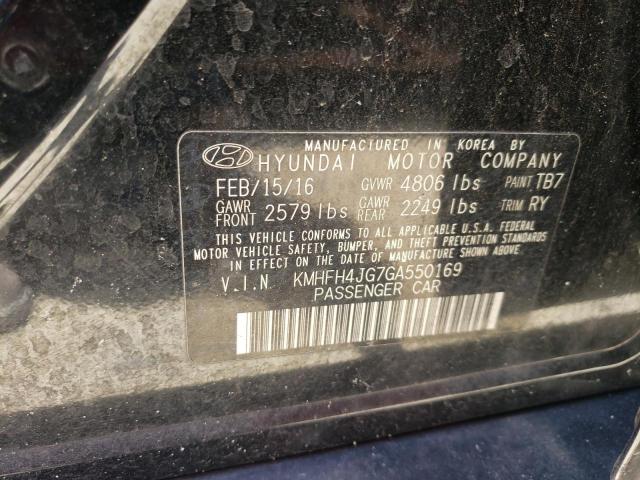 MANUFACTURED IN KOREA BY
HYUNDAI MOTOR COMPANY
FEB/15/16 GVWR 4806 lbs PAINT TB7
GAWR FRONT 2579 lbs GAWR REAR 2249 lbs TRIM RY
THIS VEHICLE CONFORMS TO ALL APPLICABLE U.S.A. FEDERAL
MOTOR VEHICLE SAFETY, BUMPER, AND THEFT PREVENTION STANDARDS
IN EFFECT ON THE DATE OF MANUFACTURE SHOWN ABOVE
V.I.N KMHFH4JG7GA550169
PASSENGER CAR